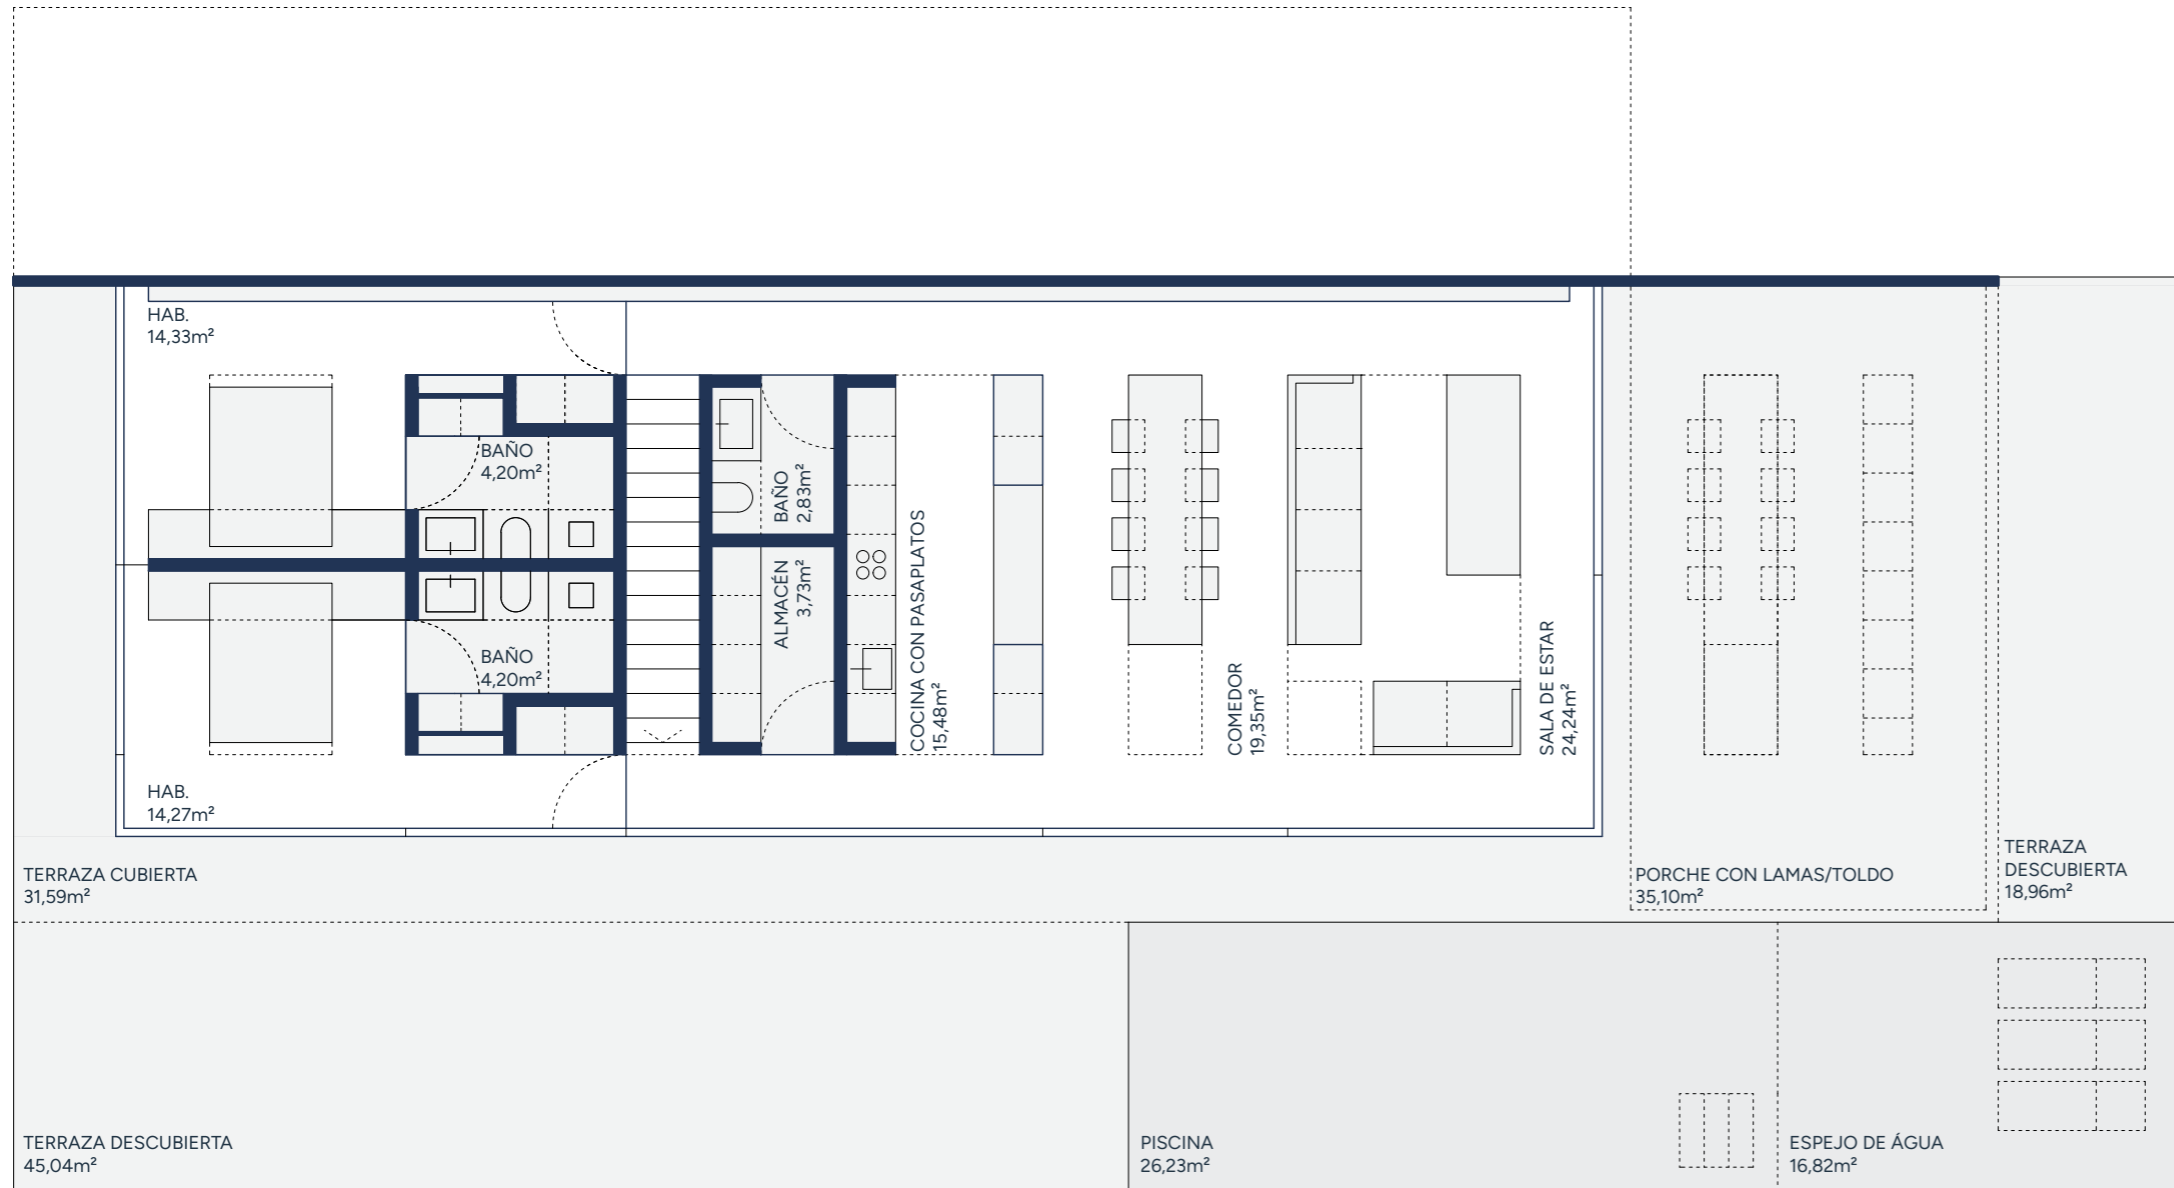 HAB.
14,33m²
BAÑO
4,20m²
BAÑO
2,83m²
ALMACÉN
3,73m²
COCINA CON PASAPLATOS
15,48m²
COMEDOR
19,35m²
SALA DE ESTAR
24,24m²
BAÑO
4,20m²
HAB.
14,27m²
TERRAZA CUBIERTA
31,59m²
PORCHE CON LAMAS/TOLDO
35,10m²
TERRAZA
DESCUBIERTA
18,96m²
TERRAZA DESCUBIERTA
45,04m²
PISCINA
26,23m²
ESPEJO DE ÁGUA
16,82m²